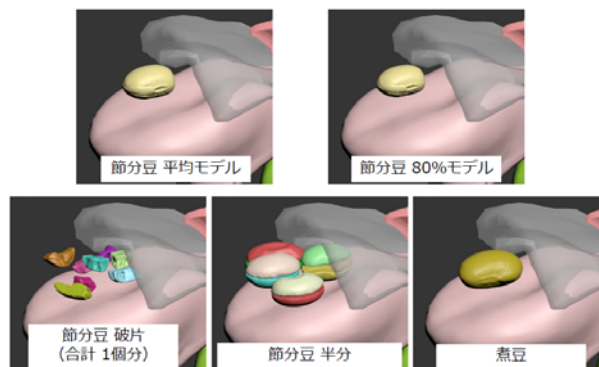 節分豆 平均モデル
節分豆 80%モデル
節分豆 破片
（合計 1個分）
節分豆 半分
煮豆